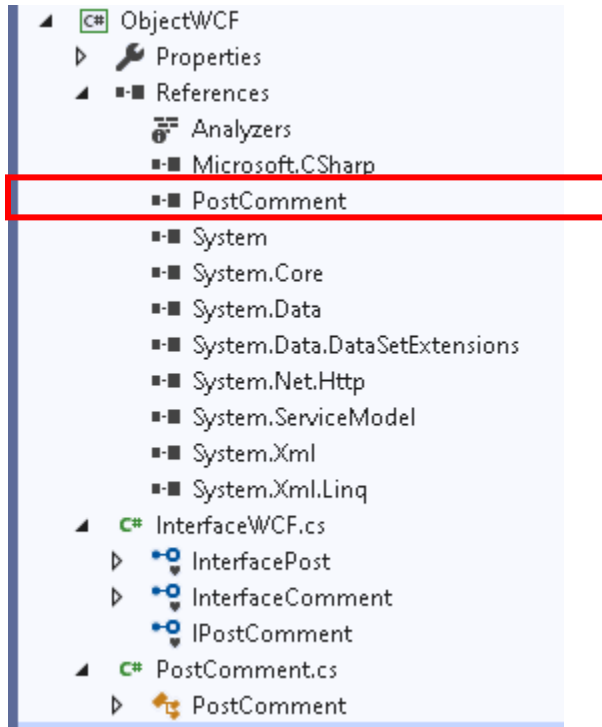 C# ObjectWCF
Properties
References
Analyzers
Microsoft.CSharp
PostComment
System
System.Core
System.Data
System.Data.DataSetExtensions
System.Net.Http
System.ServiceModel
System.Xml
System.Xml.Linq
C# InterfaceWCF.cs
InterfacePost
InterfaceComment
IPostComment
C# PostComment.cs
PostComment